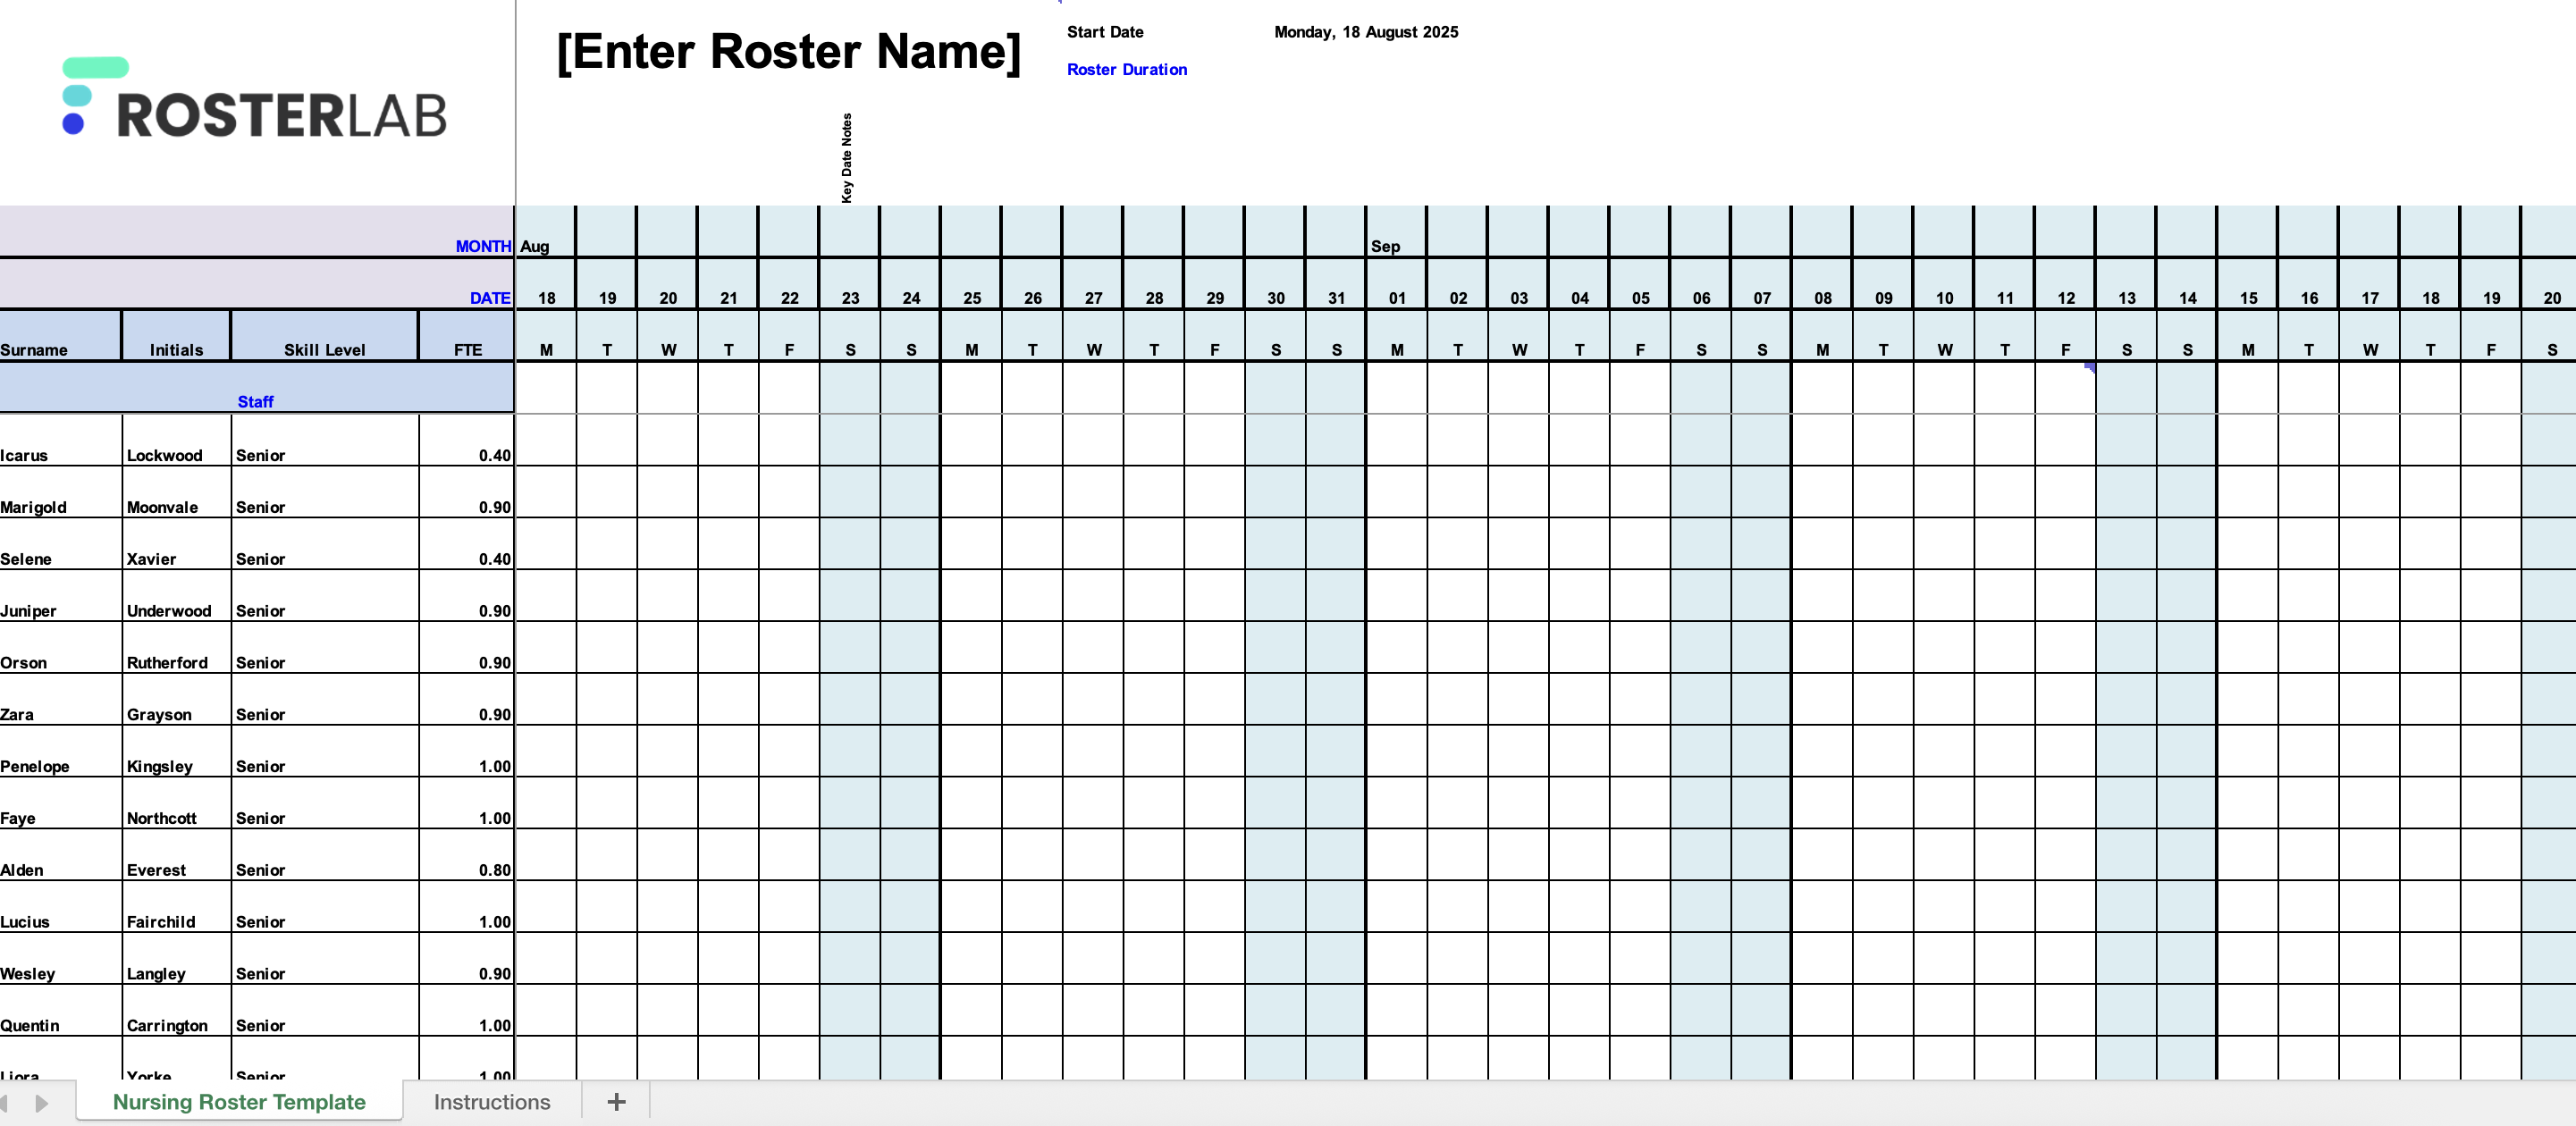 [Enter Roster Name]
Start Date Monday, 18 August 2025
Roster Duration
ROSTERLAB
Key Date Notes
MONTH Aug Sep
DATE 18 19 20 21 22 23 24 25 26 27 28 29 30 31 01 02 03 04 05 06 07 08 09 10 11 12 13 14 15 16 17 18 19 20
Surname Initials Skill Level FTE M T W T F S S M T W T F S S M T W T F S S M T W T F S S M T W T F S
Staff
Icarus Lockwood Senior 0.40
Marigold Moonvale Senior 0.90
Selene Xavier Senior 0.40
Juniper Underwood Senior 0.90
Orson Rutherford Senior 0.90
Zara Grayson Senior 0.90
Penelope Kingsley Senior 1.00
Faye Northcott Senior 1.00
Alden Everest Senior 0.80
Lucius Fairchild Senior 1.00
Wesley Langley Senior 0.90
Quentin Carrington Senior 1.00
Liora Yorke Senior 1.00
Nursing Roster Template Instructions +